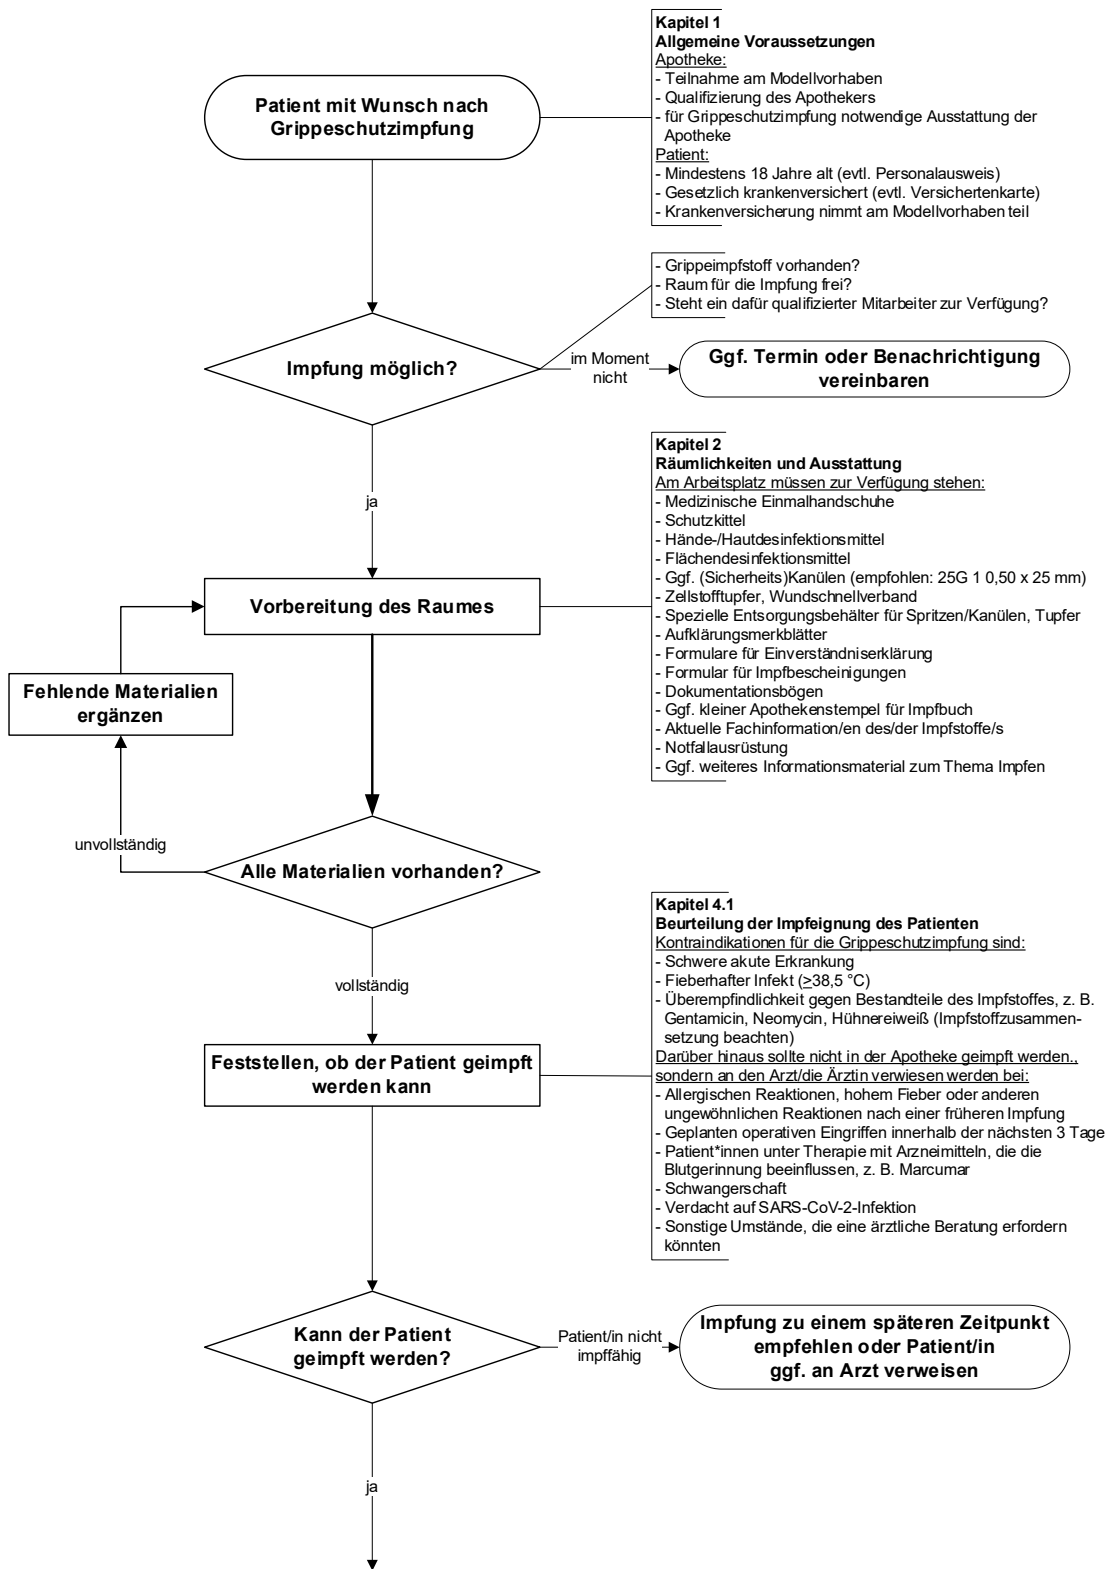 Kapitel 1
Allgemeine Voraussetzungen
Apotheke:
- Teilnahme am Modellvorhaben
- Qualifizierung des Apothekers
- für Grippeschutzimpfung notwendige Ausstattung der
Apotheke
Patient:
- Mindestens 18 Jahre alt (evtl. Personalausweis)
- Gesetzlich krankenversichert (evtl. Versichertenkarte)
- Krankenversicherung nimmt am Modellvorhaben teil
Patient mit Wunsch nach
Grippeschutzimpfung
- Grippeimpfstoff vorhanden?
- Raum für die Impfung frei?
- Steht ein dafür qualifizierter Mitarbeiter zur Verfügung?
Impfung möglich?
im Moment
nicht
Ggf. Termin oder Benachrichtigung
vereinbaren
ja
Kapitel 2
Räumlichkeiten und Ausstattung
Am Arbeitsplatz müssen zur Verfügung stehen:
- Medizinische Einmalhandschuhe
- Schutzkittel
- Hände-/Hautdesinfektionsmittel
- Flächendesinfektionsmittel
- Ggf. (Sicherheits)Kanülen (empfohlen: 25G 1 0,50 x 25 mm)
- Zellstofftupfer, Wundschnellverband
- Spezielle Entsorgungsbehälter für Spritzen/Kanülen, Tupfer
- Aufklärungsmerkblätter
- Formulare für Einverständniserklärung
- Formular für Impfbescheinigungen
- Dokumentationsbögen
- Ggf. kleiner Apothekenstempel für Impfbuch
- Aktuelle Fachinformation/en des/der Impfstoffe/s
- Notfallausrüstung
- Ggf. weiteres Informationsmaterial zum Thema Impfen
Vorbereitung des Raumes
Fehlende Materialien
ergänzen
unvollständig
Alle Materialien vorhanden?
vollständig
Kapitel 4.1
Beurteilung der Impfeignung des Patienten
Kontraindikationen für die Grippeschutzimpfung sind:
- Schwere akute Erkrankung
- Fieberhafter Infekt (≥38,5 °C)
- Überempfindlichkeit gegen Bestandteile des Impfstoffes, z. B.
Gentamicin, Neomycin, Hühnereiweiß (Impfstoffzusammen-
setzung beachten)
Darüber hinaus sollte nicht in der Apotheke geimpft werden.,
sondern an den Arzt/die Ärztin verwiesen werden bei:
- Allergischen Reaktionen, hohem Fieber oder anderen
ungewöhnlichen Reaktionen nach einer früheren Impfung
- Geplanten operativen Eingriffen innerhalb der nächsten 3 Tage
- Patient*innen unter Therapie mit Arzneimitteln, die die
Blutgerinnung beeinflussen, z. B. Marcumar
- Schwangerschaft
- Verdacht auf SARS-CoV-2-Infektion
- Sonstige Umstände, die eine ärztliche Beratung erfordern
könnten
Feststellen, ob der Patient geimpft
werden kann
Kann der Patient
geimpft werden?
Patient/in nicht
impffähig
Impfung zu einem späteren Zeitpunkt
empfehlen oder Patient/in
ggf. an Arzt verweisen
ja